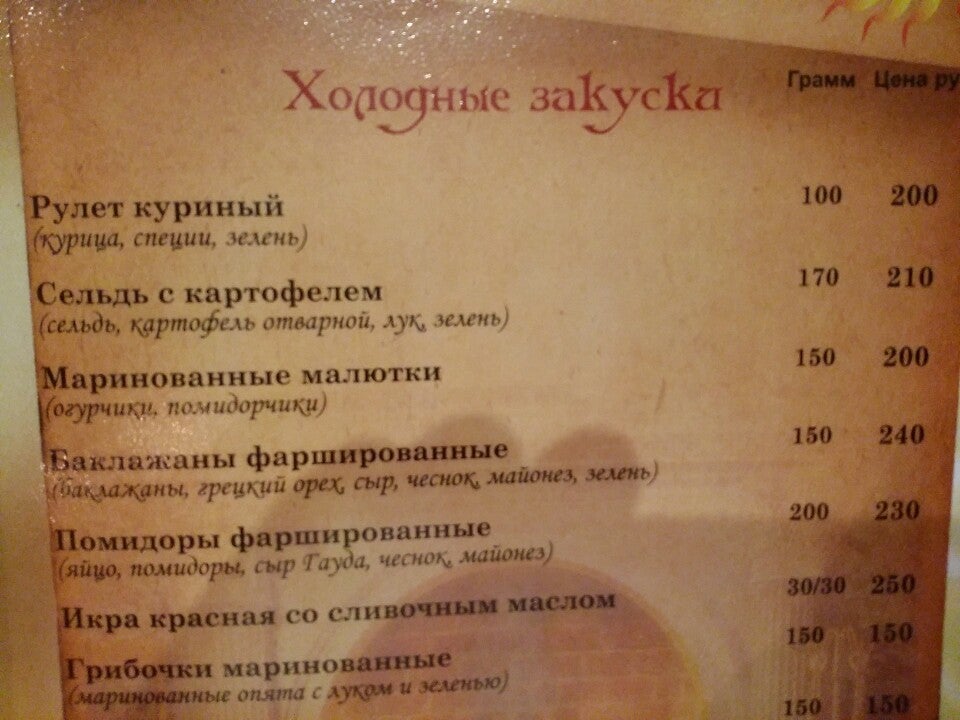 Холодные закуски Грамм Цена ру
Рулет куриный 100 200
(курица, специи, зелень)
Сельдь с картофелем 170 210
(сельдь, картофель отварной, лук, зелень)
Маринованные малютки 150 200
(огурчики, помидорчики)
Баклажаны фаршированные 150 240
(баклажаны, грецкий орех, сыр, чеснок, майонез, зелень)
Помидоры фаршированные 200 230
(яйцо, помидоры, сыр Гауда, чеснок, майонез)
Икра красная со сливочным маслом 30/30 250
Грибочки маринованные 150 150
(маринованные опята с луком и зеленью)
150 150